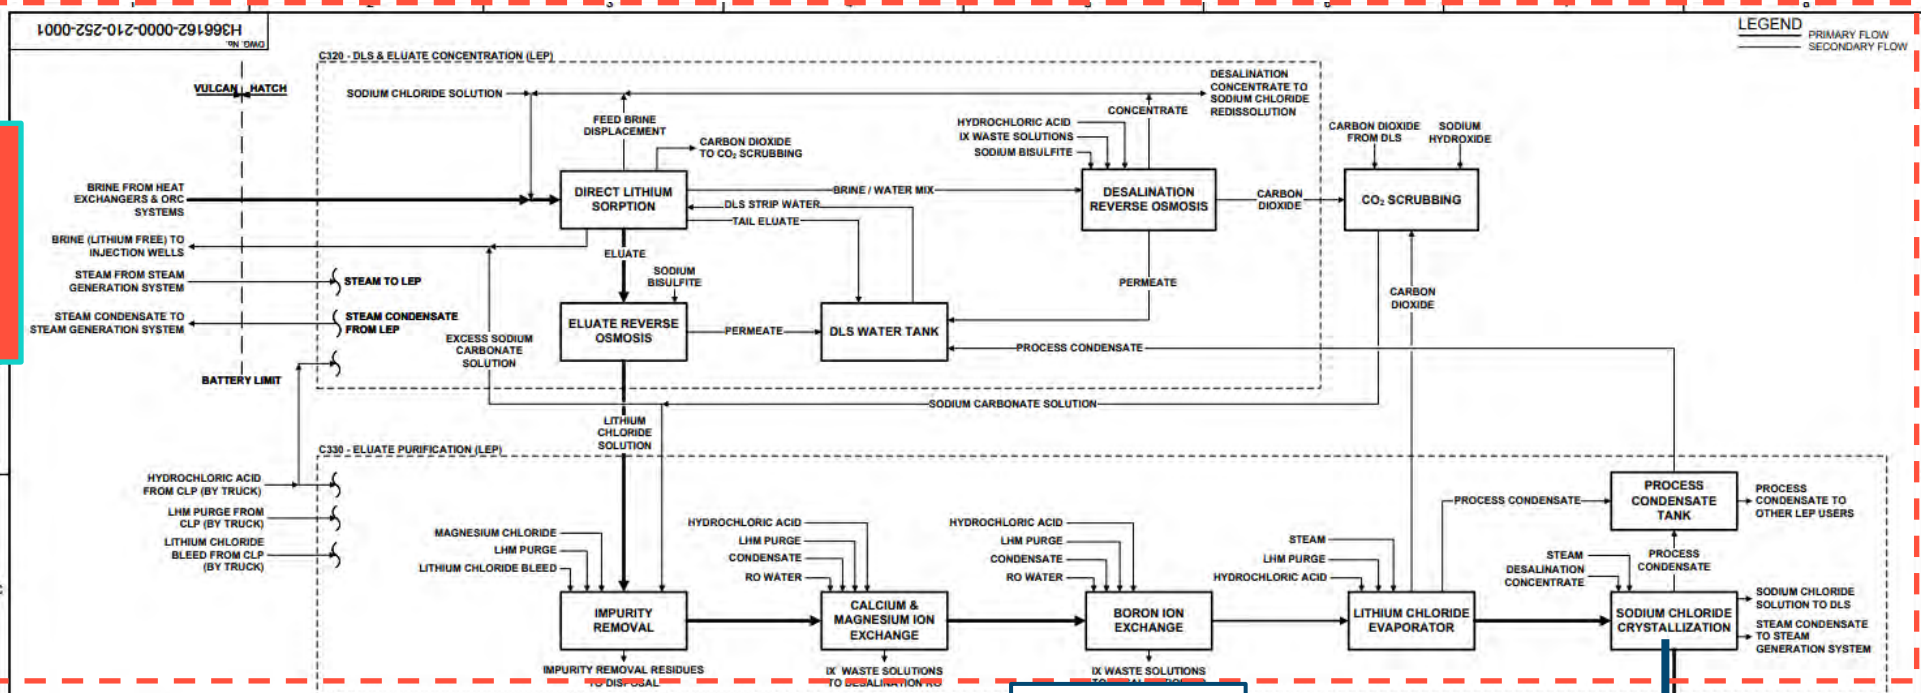 H366162-0000-210-252-0001
DWG. No.
LEGEND
PRIMARY FLOW
SECONDARY FLOW
VULCAN
HATCH
C320 - DLS & ELUATE CONCENTRATION (LEP)
SODIUM CHLORIDE SOLUTION
FEED BRINE
DISPLACEMENT
CARBON DIOXIDE
TO CO₂ SCRUBBING
HYDROCHLORIC ACID
IX WASTE SOLUTIONS
SODIUM BISULFITE
CONCENTRATE
DESALINATION
CONCENTRATE TO
SODIUM CHLORIDE
REDISSOLUTION
CARBON DIOXIDE
FROM DLS
SODIUM
HYDROXIDE
BRINE FROM HEAT
EXCHANGERS & ORC
SYSTEMS
DIRECT LITHIUM
SORPTION
BRINE / WATER MIX
DLS STRIP WATER
TAIL ELUATE
DESALINATION
REVERSE OSMOSIS
CARBON
DIOXIDE
CO₂ SCRUBBING
BRINE (LITHIUM FREE) TO
INJECTION WELLS
ELUATE
STEAM FROM STEAM
GENERATION SYSTEM
STEAM TO LEP
SODIUM
BISULFITE
PERMEATE
CARBON
DIOXIDE
STEAM CONDENSATE TO
STEAM GENERATION SYSTEM
STEAM CONDENSATE
FROM LEP
ELUATE REVERSE
OSMOSIS
PERMEATE
DLS WATER TANK
EXCESS SODIUM
CARBONATE
SOLUTION
PROCESS CONDENSATE
BATTERY LIMIT
SODIUM CARBONATE SOLUTION
LITHIUM
CHLORIDE
SOLUTION
C330 - ELUATE PURIFICATION (LEP)
HYDROCHLORIC ACID
FROM CLP (BY TRUCK)
LHM PURGE FROM
CLP (BY TRUCK)
LITHIUM CHLORIDE
BLEED FROM CLP
(BY TRUCK)
MAGNESIUM CHLORIDE
LHM PURGE
LITHIUM CHLORIDE BLEED
HYDROCHLORIC ACID
LHM PURGE
CONDENSATE
RO WATER
HYDROCHLORIC ACID
LHM PURGE
CONDENSATE
RO WATER
STEAM
LHM PURGE
HYDROCHLORIC ACID
PROCESS CONDENSATE
PROCESS
CONDENSATE
TANK
PROCESS
CONDENSATE TO
OTHER LEP USERS
STEAM
DESALINATION
CONCENTRATE
PROCESS
CONDENSATE
IMPURITY
REMOVAL
CALCIUM &
MAGNESIUM ION
EXCHANGE
BORON ION
EXCHANGE
LITHIUM CHLORIDE
EVAPORATOR
SODIUM CHLORIDE
CRYSTALLIZATION
SODIUM CHLORIDE
SOLUTION TO DLS
STEAM CONDENSATE
TO STEAM
GENERATION SYSTEM
IMPURITY REMOVAL RESIDUES
TO DISPOSAL
IX WASTE SOLUTIONS
TO DESALINATION RO
IX WASTE SOLUTIONS